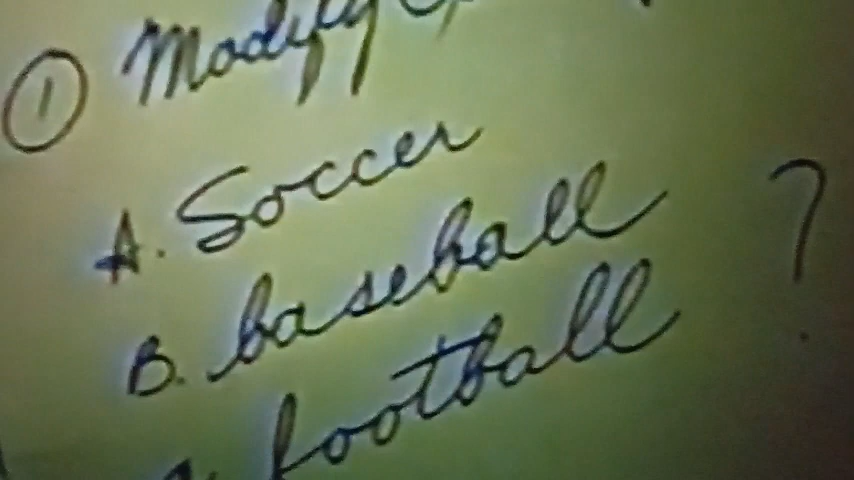 ① Modify
A. Soccer
B. baseball ?
football